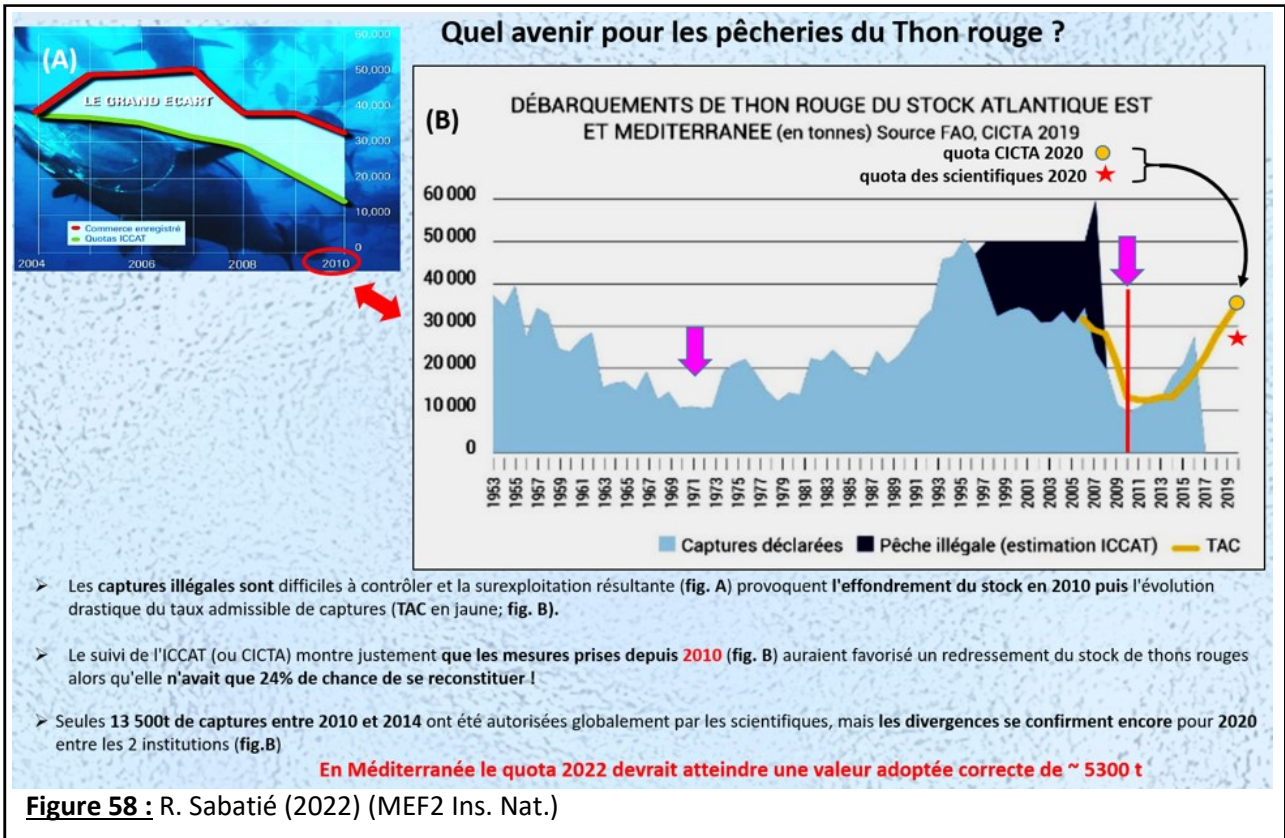 Quel avenir pour les pêcheries du Thon rouge ?
(A)
LE GRAND ECART
60,000
50,000
40,000
30,000
20,000
10,000
0
Commerce enregistré
Quotas ICCAT
2004 2006 2008 2010
(B)
DÉBARQUEMENTS DE THON ROUGE DU STOCK ATLANTIQUE EST
ET MEDITERRANEE (en tonnes) Source FAO, CICTA 2019
quota CICTA 2020
quota des scientifiques 2020
60 000
50 000
40 000
30 000
20 000
10 000
0
1953 1955 1957 1959 1961 1963 1965 1967 1969 1971 1973 1975 1977 1979 1981 1983 1985 1987 1989 1991 1993 1995 1997 1999 2001 2003 2005 2007 2009 2011 2013 2015 2017 2019
Captures déclarées Pêche illégale (estimation ICCAT) TAC
Les captures illégales sont difficiles à contrôler et la surexploitation résultante (fig. A) provoquent l'effondrement du stock en 2010 puis l'évolution
drastique du taux admissible de captures (TAC en jaune; fig. B).
Le suivi de l'ICCAT (ou CICTA) montre justement que les mesures prises depuis 2010 (fig. B) auraient favorisé un redressement du stock de thons rouges
alors qu'elle n'avait que 24% de chance de se reconstituer !
Seules 13 500t de captures entre 2010 et 2014 ont été autorisées globalement par les scientifiques, mais les divergences se confirment encore pour 2020
entre les 2 institutions (fig.B)
En Méditerranée le quota 2022 devrait atteindre une valeur adoptée correcte de ~ 5300 t
Figure 58 : R. Sabatié (2022) (MEF2 Ins. Nat.)